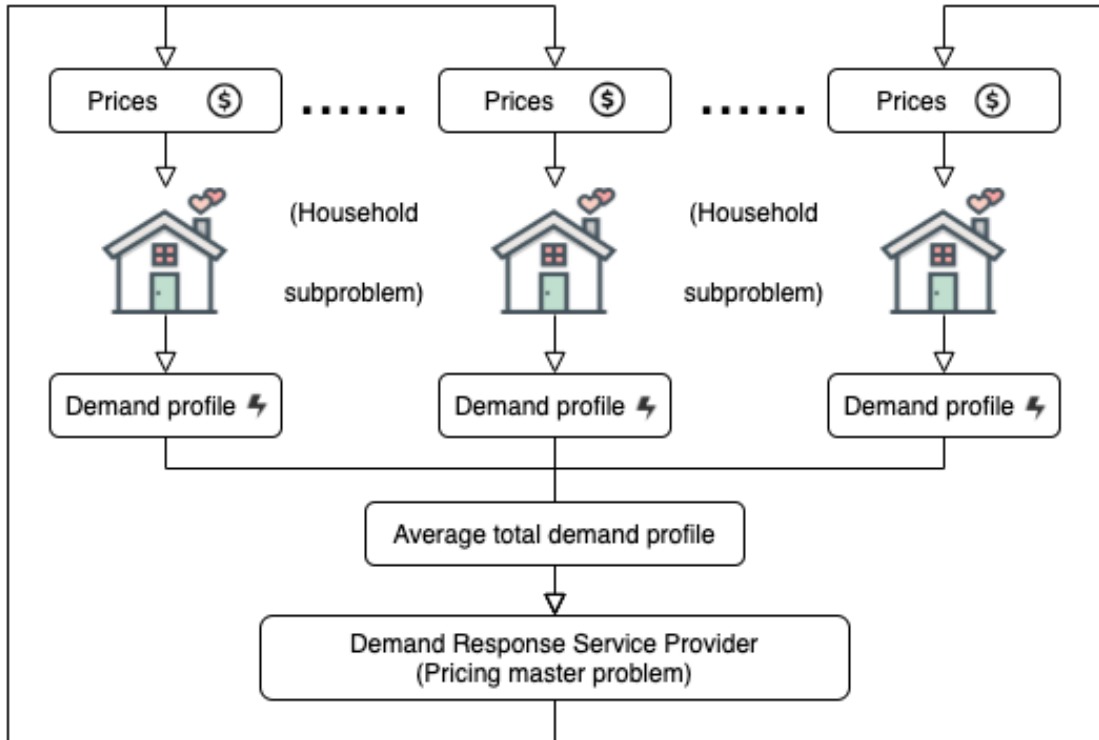 Prices $
......
Prices $
......
Prices $
(Household
subproblem)
(Household
subproblem)
Demand profile
Demand profile
Demand profile
Average total demand profile
Demand Response Service Provider
(Pricing master problem)